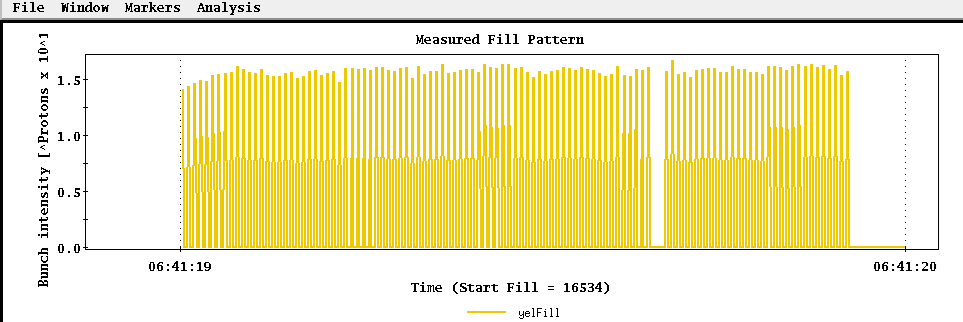 File Window Markers Analysis
Measured Fill Pattern
Bunch intensity [^Protons x 10^1
1.5
1.0
0.5
0.0
06:41:19 06:41:20
Time (Start Fill = 16534)
yelFill